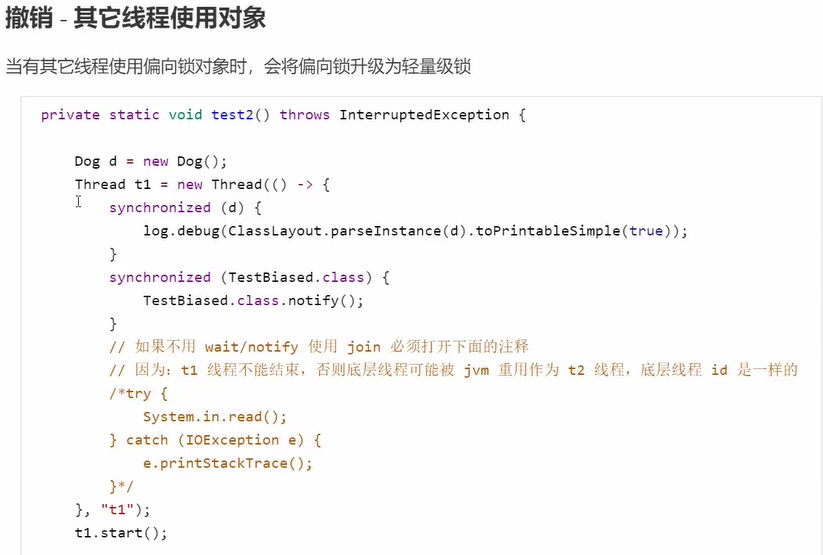 撤销 - 其它线程使用对象
当有其它线程使用偏向锁对象时，会将偏向锁升级为轻量级锁
private static void test2() throws InterruptedException {
Dog d = new Dog();
Thread t1 = new Thread(() -> {
synchronized (d) {
log.debug(ClassLayout.parseInstance(d).toPrintableSimple(true));
}
synchronized (TestBiased.class) {
TestBiased.class.notify();
}
// 如果不用 wait/notify 使用 join 必须打开下面的注释
// 因为：t1 线程不能结束，否则底层线程可能被 jvm 重用作为 t2 线程，底层线程 id 是一样的
/*try {
System.in.read();
} catch (IOException e) {
e.printStackTrace();
}*/
}, "t1");
t1.start();